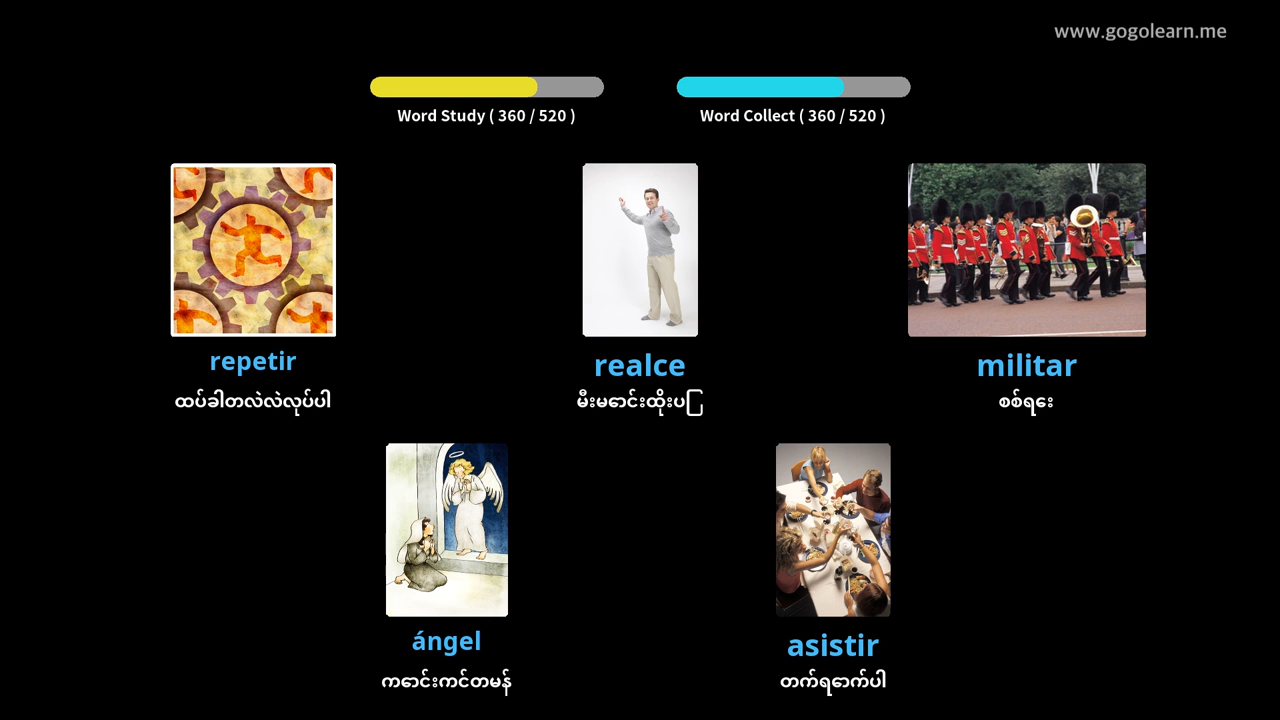 www.gogolearn.me
Word Study ( 360 / 520 )
Word Collect ( 360 / 520 )
repetir
realce
militar
ထပ်ခါတလဲလဲလုပ်ပါ
မီးမောင်းထိုးပြ
စစ်ရေး
ángel
asistir
ကောင်းကင်တမန်
တက်ရောက်ပါ